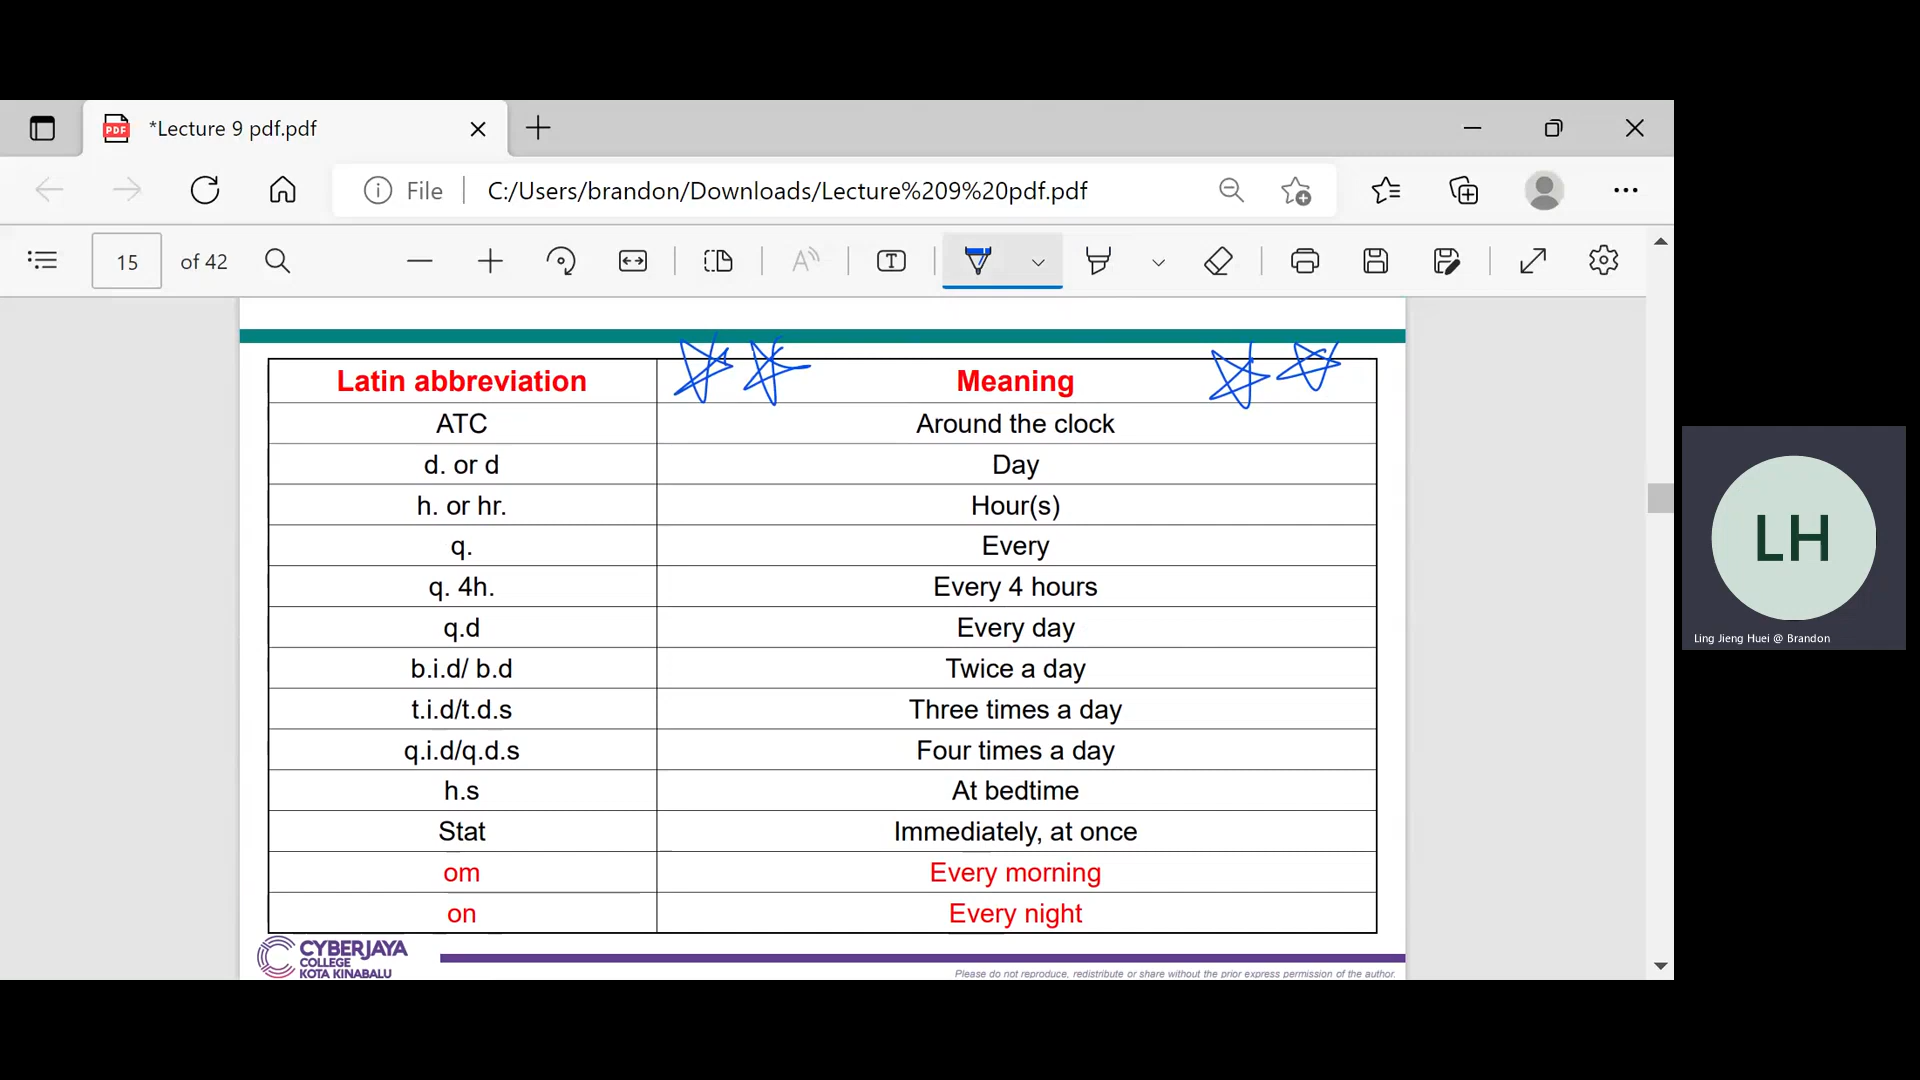 *Lecture 9 pdf.pdf
File C:/Users/brandon/Downloads/Lecture%209%20pdf.pdf
15 of 42
Latin abbreviation Meaning
ATC Around the clock
d. or d Day
h. or hr. Hour(s)
q. Every
q. 4h. Every 4 hours
q.d Every day
b.i.d/ b.d Twice a day
t.i.d/t.d.s Three times a day
q.i.d/q.d.s Four times a day
h.s At bedtime
Stat Immediately, at once
om Every morning
on Every night
CYBERJAYA
COLLEGE
KOTA KINABALU
Please do not reproduce, redistribute or share without the prior express permission of the author.
LH
Ling Jieng Huei @ Brandon